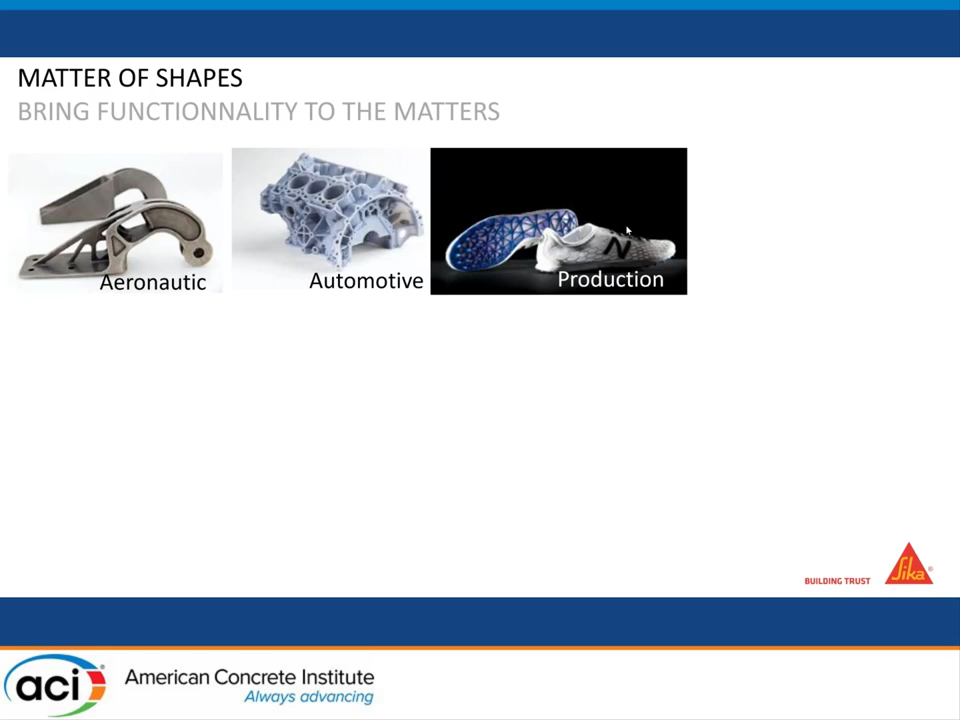 MATTER OF SHAPES
BRING FUNCTIONNALITY TO THE MATTERS
Aeronautic
Automotive
N
Production
BUILDING TRUST
Sika®
aci
American Concrete Institute
Always advancing